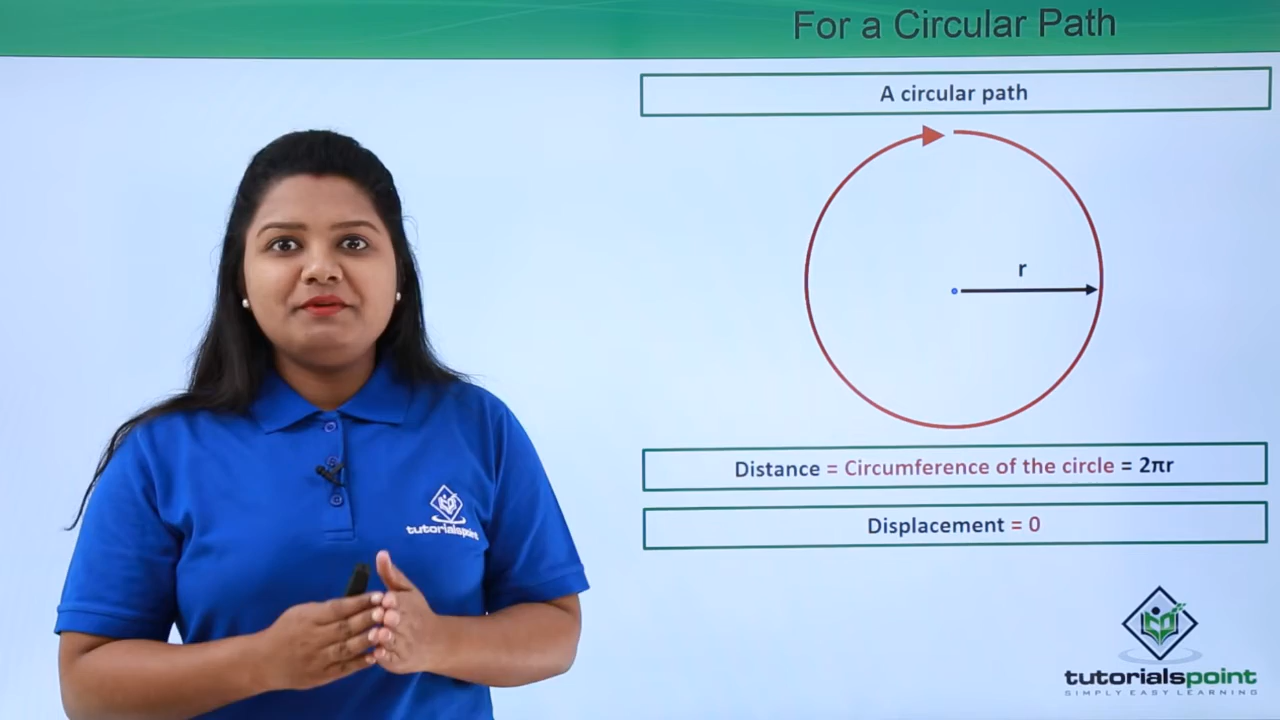 For a Circular Path
A circular path
r
Distance = Circumference of the circle = 2πr
Displacement = 0
tutorialspoint
tutorialspoint
SIMPLY EASY LEARNING